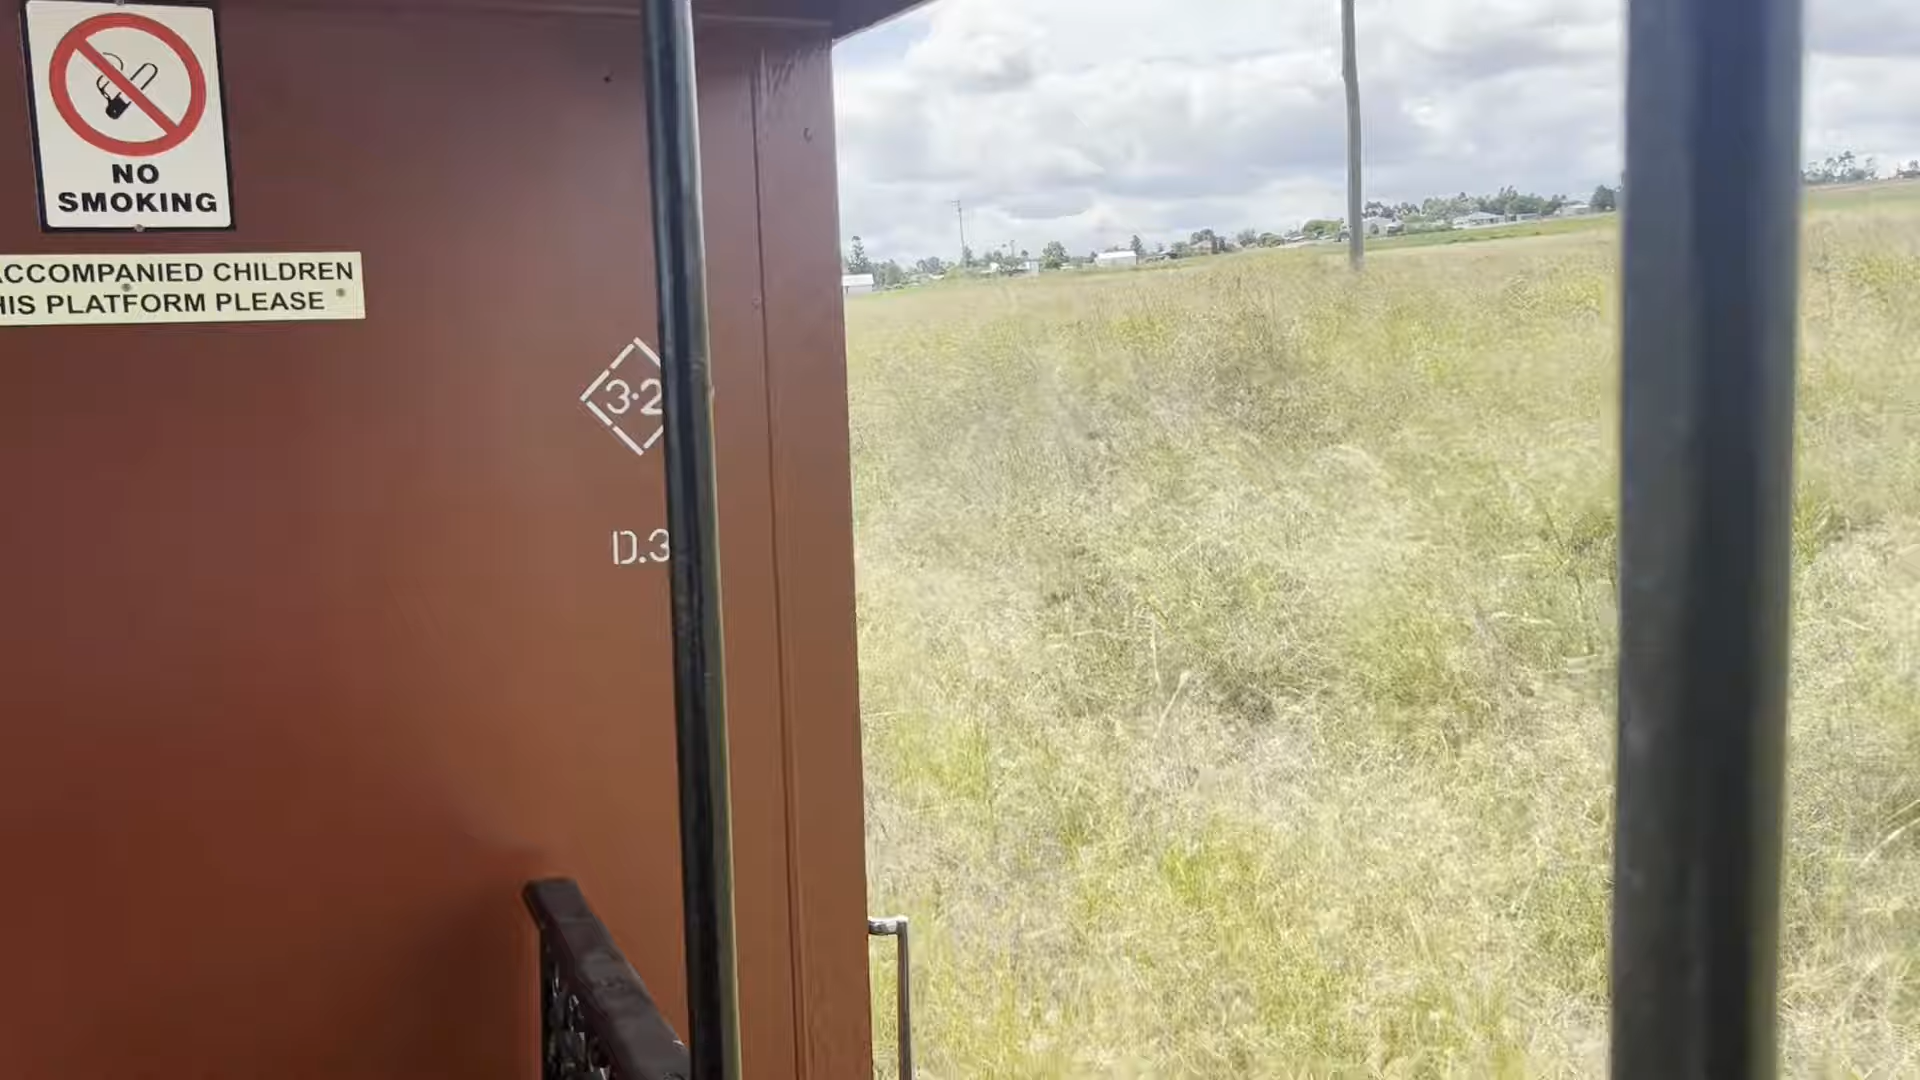 NO
SMOKING
ACCOMPANIED CHILDREN
HIS PLATFORM PLEASE
3·2
D.3